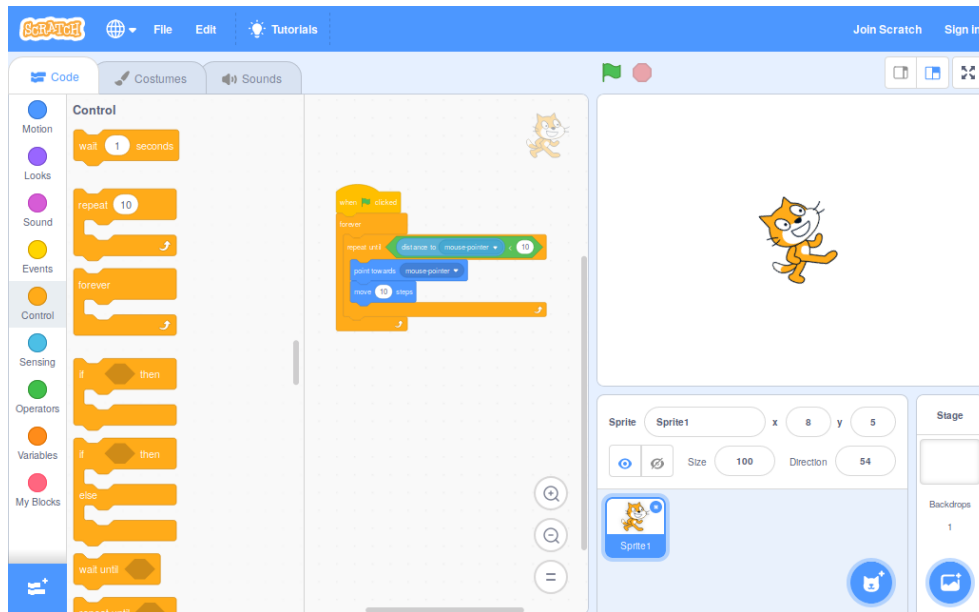 SCRATCH File Edit Tutorials Join Scratch Sign In
Code Costumes Sounds
Motion
Looks
Sound
Events
Control
Sensing
Operators
Variables
My Blocks
Control
wait 1 seconds
repeat 10
forever
if then
if then
else
wait until
repeat until
when clicked
forever
repeat until distance to mouse-pointer < 10
point towards mouse-pointer
move 10 steps
Sprite Sprite1 x 8 y 5
Size 100 Direction 54
Sprite1
Stage
Backdrops
1